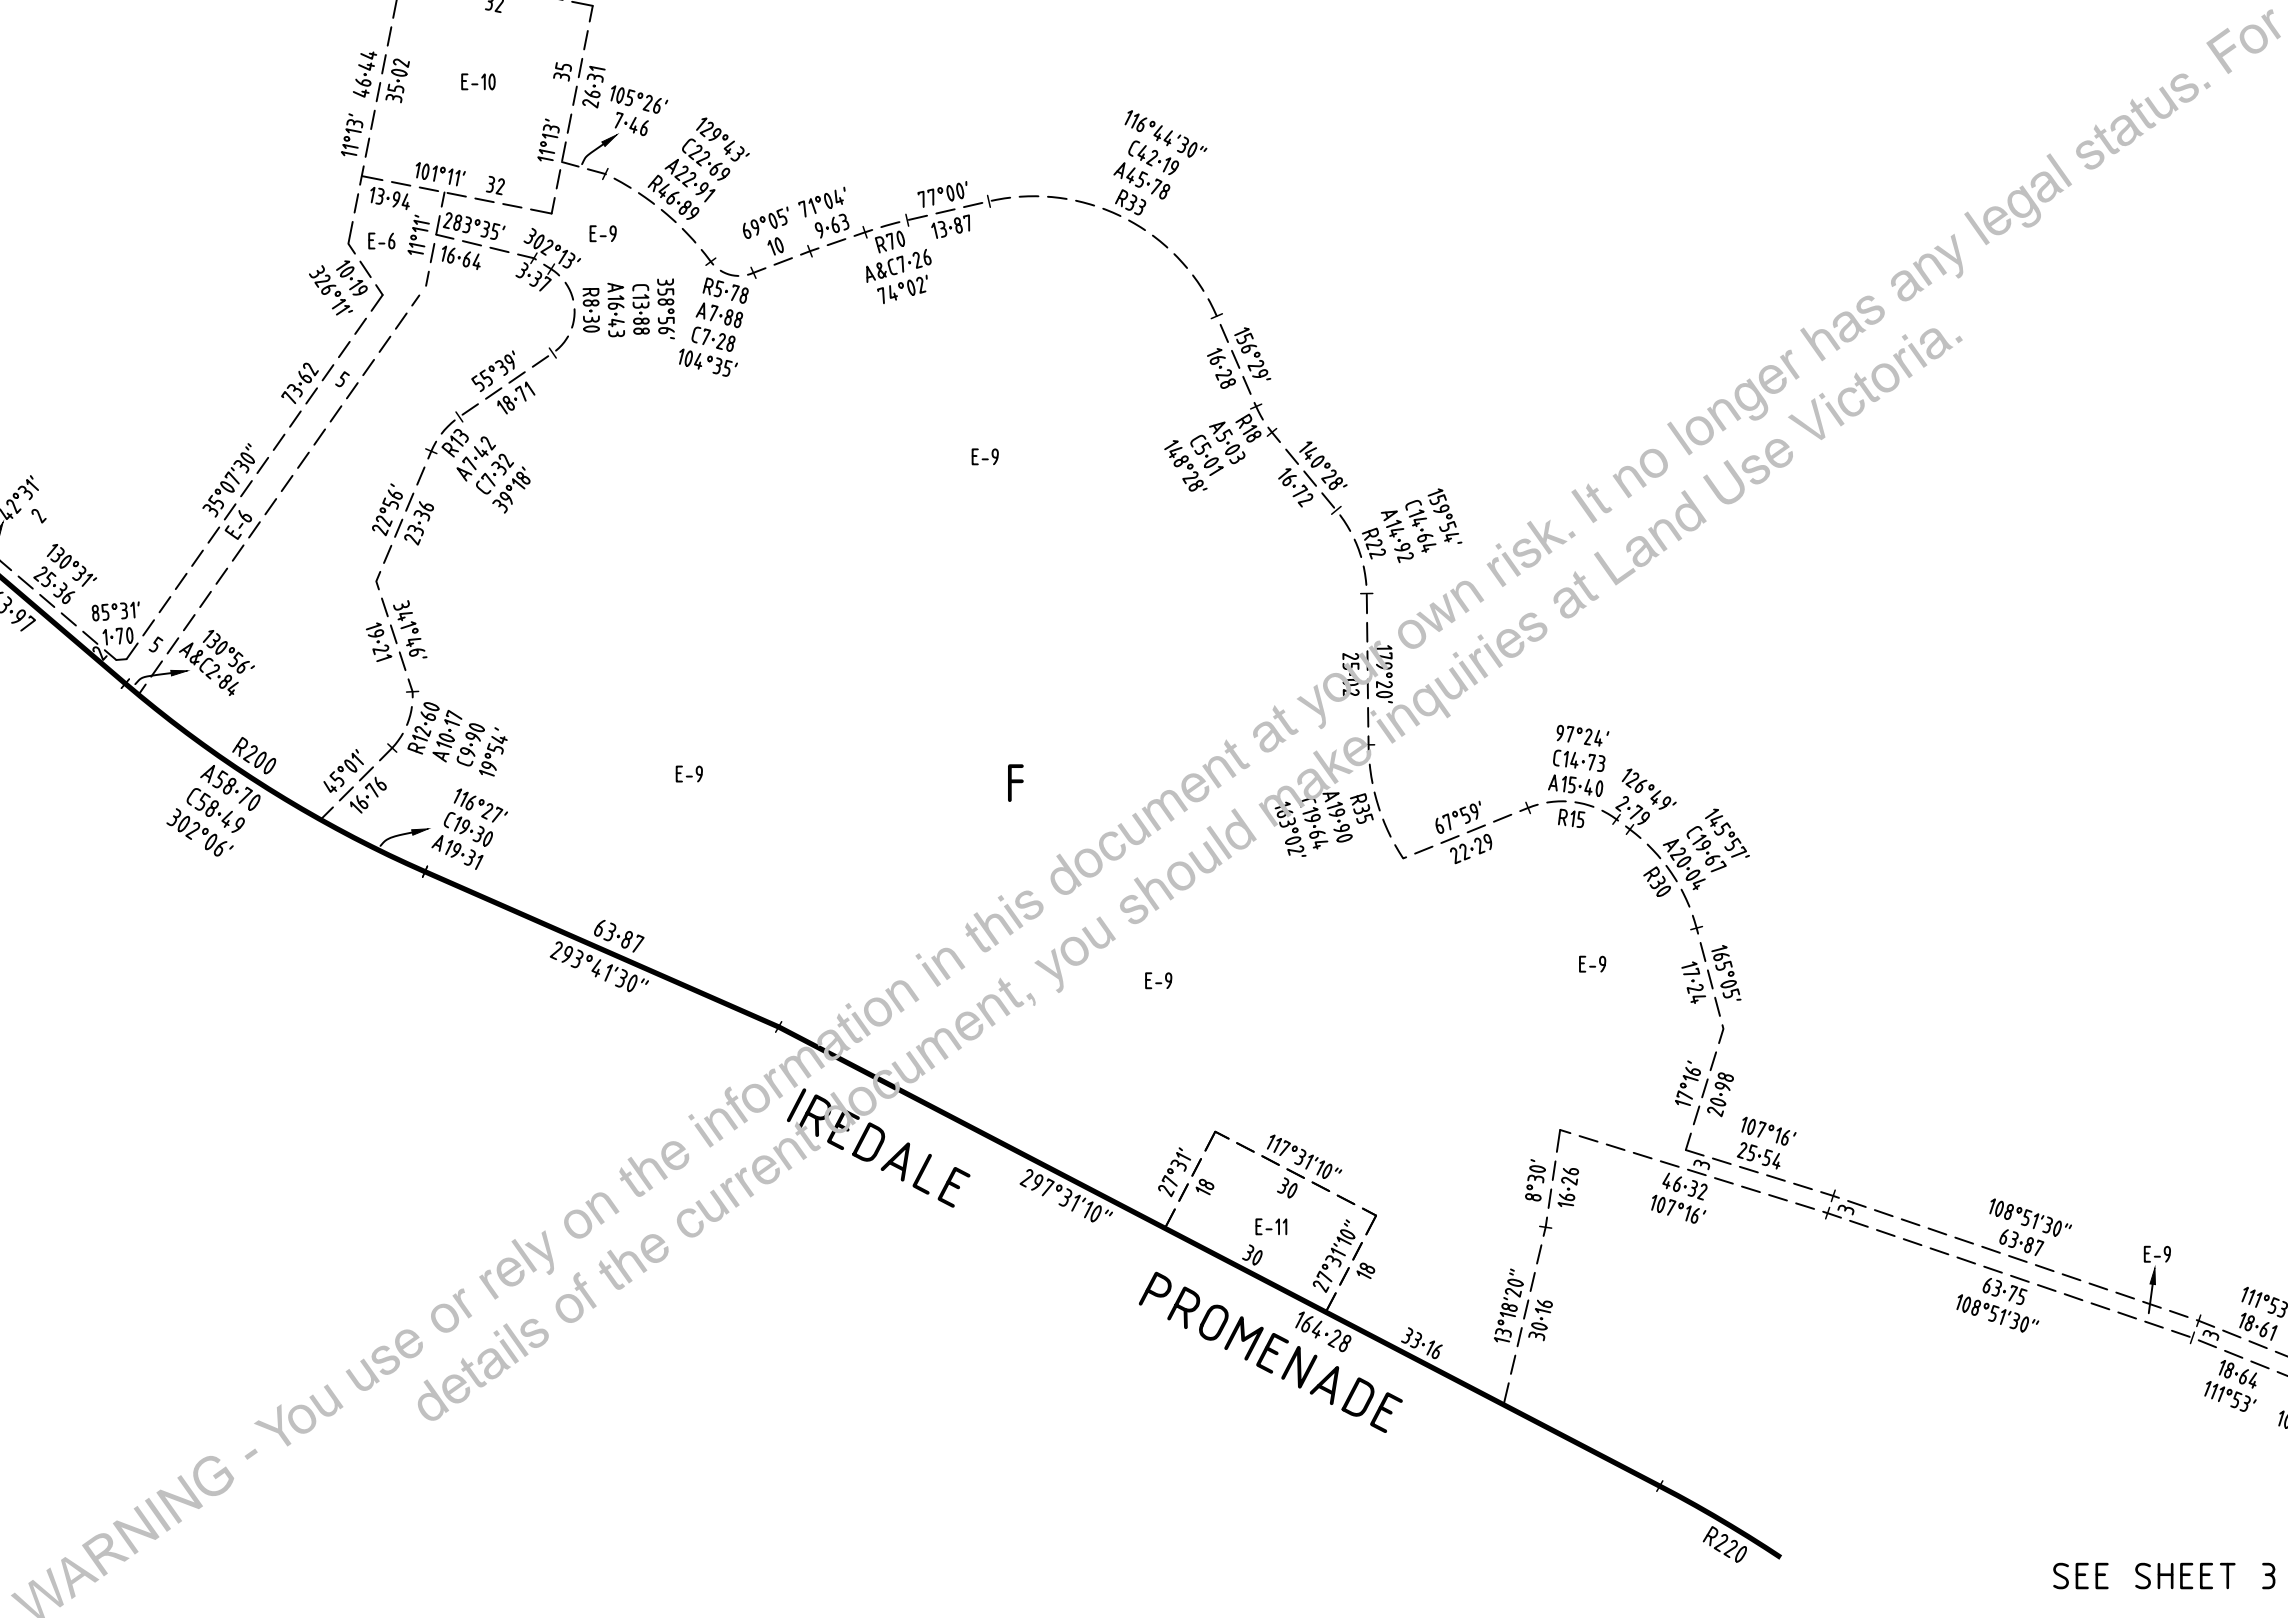 32
46·44
35·02
11°13'
E-10
35
26·31
11°13'
105°26'
7·46
129°43'
C22·69
A22·91
R46·89
101°11'
32
13·94
E-6
11°11'
283°35'
16·64
302°13'
3·37
E-9
10·19
326°11'
358°56'
C13·88
A16·43
R8·30
R5·78
A7·88
C7·28
104°35'
69°05'
10
71°04'
9·63
R70
A&C7·26
74°02'
77°00'
13·87
116°44'30"
C42·19
A45·78
R33
156°29'
16·28
R18
A5·03
C5·01
148°28'
140°28'
16·72
159°54'
C14·64
A14·92
R22
73·62
5
35°07'30"
E-6
55°39'
18·71
R13
A7·42
C7·32
39°18'
22°56'
23·36
E-9
42°31'
2
130°31'
25·36
3·97
85°31'
1·70
2
5
130°56'
A&C2·84
341°46'
19·21
R12·60
A10·17
C9·90
19°54'
45°01'
16·76
R200
A58·70
C58·49
302°06'
116°27'
C19·30
A19·31
E-9
F
179°20'
25·02
R35
A19·90
C19·64
163°02'
67°59'
22·29
97°24'
C14·73
A15·40
R15
126°49'
2·79
145°57'
C19·67
A20·04
R30
63·87
293°41'30"
E-9
E-9
165°05'
17·24
17°16'
20·98
IREDALE
PROMENADE
297°31'10"
164·28
27°31'
18
117°31'10"
30
E-11
30
27°31'10"
18
33·16
8°30'
16·26
13°18'20"
30·16
107°16'
25·54
3
46·32
107°16'
3
108°51'30"
63·87
63·75
108°51'30"
E-9
111°53
18·61
3
18·64
111°53'
10
R220
SEE SHEET 3
WARNING - You use or rely on the information in this document at your own risk. It no longer has any legal status. For
details of the current document, you should make inquiries at Land Use Victoria.